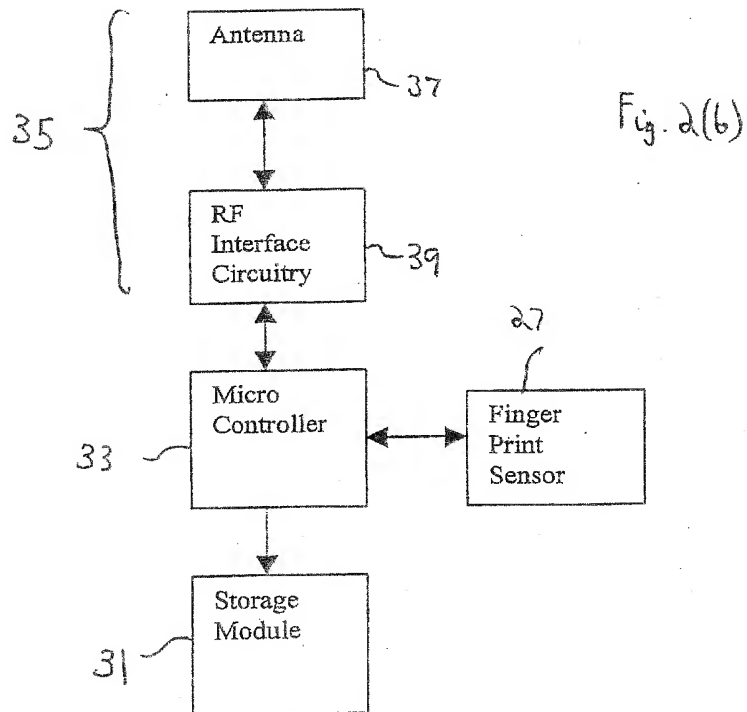 Antenna
37
35
Fig. 2(b)
RF
Interface
Circuitry
39
27
Micro
Controller
33
Finger
Print
Sensor
Storage
Module
31